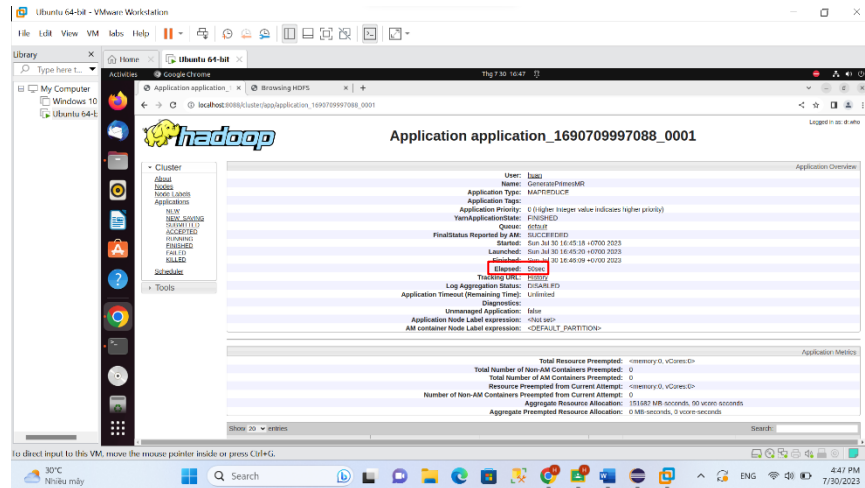 Ubuntu 64-bit - VMware Workstation
File Edit View VM Tabs Help
Library
Type here t...
My Computer
Windows 10
Ubuntu 64-b
Home
Ubuntu 64-bit
Activities
Google Chrome
Thg 7 30 16:47
Application application_1
Browsing HDFS
localhost:8088/cluster/app/application_1690709997088_0001
Logged in as: dr.who
hadoop
Application application_1690709997088_0001
Cluster
About
Nodes
Node Labels
Applications
NEW
NEW_SAVING
SUBMITTED
ACCEPTED
RUNNING
FINISHED
FAILED
KILLED
Scheduler
Tools
Application Overview
User: huan
Name: GeneratePrimesMR
Application Type: MAPREDUCE
Application Tags:
Application Priority: 0 (Higher Integer value indicates higher priority)
YarnApplicationState: FINISHED
Queue: default
FinalStatus Reported by AM: SUCCEEDED
Started: Sun Jul 30 16:45:18 +0700 2023
Launched: Sun Jul 30 16:45:20 +0700 2023
Finished: Sun Jul 30 16:46:09 +0700 2023
Elapsed: 50sec
Tracking URL: History
Log Aggregation Status: DISABLED
Application Timeout (Remaining Time): Unlimited
Diagnostics:
Unmanaged Application: false
Application Node Label expression: <Not set>
AM container Node Label expression: <DEFAULT_PARTITION>
Application Metrics
Total Resource Preempted: <memory:0, vCores:0>
Total Number of Non-AM Containers Preempted: 0
Total Number of AM Containers Preempted: 0
Resource Preempted from Current Attempt: <memory:0, vCores:0>
Number of Non-AM Containers Preempted from Current Attempt: 0
Aggregate Resource Allocation: 151682 MB-seconds, 90 vcore-seconds
Aggregate Preempted Resource Allocation: 0 MB-seconds, 0 vcore-seconds
Show 20 entries
Search:
To direct input to this VM, move the mouse pointer inside or press Ctrl+G.
30°C
Nhiều mây
Search
ENG
4:47 PM
7/30/2023